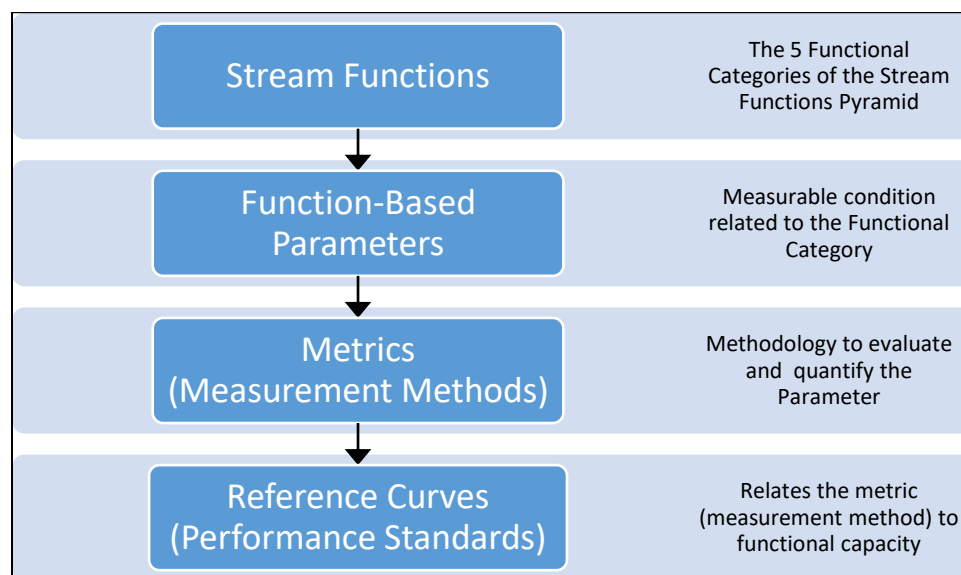 Stream Functions
The 5 Functional
Categories of the Stream
Functions Pyramid
Function-Based
Parameters
Measurable condition
related to the Functional
Category
Metrics
(Measurement Methods)
Methodology to evaluate
and quantify the
Parameter
Reference Curves
(Performance Standards)
Relates the metric
(measurement method) to
functional capacity